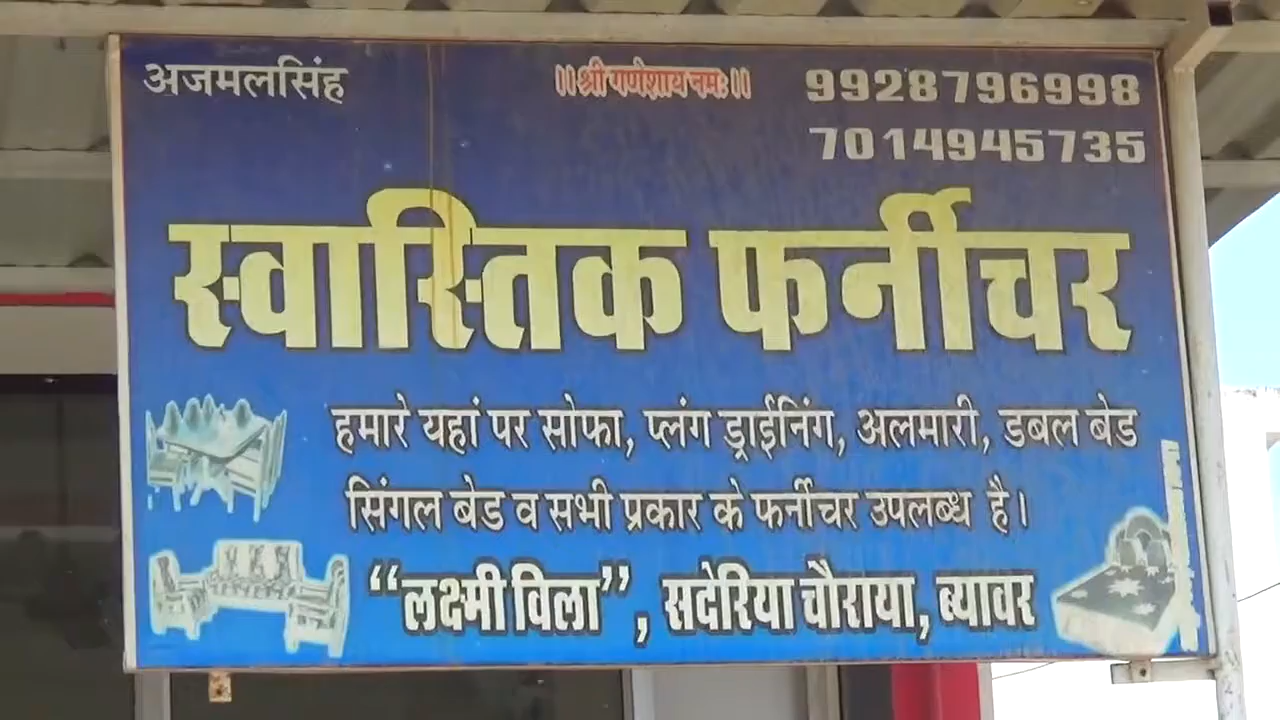 अजमलसिंह
।। श्री गणेशाय नमः ।।
9928796998
7014945735
स्वास्तिक फर्नीचर
हमारे यहां पर सोफा, प्लंग ड्राईनिंग, अलमारी, डबल बेड
सिंगल बेड व सभी प्रकार के फर्नीचर उपलब्ध है।
“लक्ष्मी विला”, सदेरिया चौराया, ब्यावर